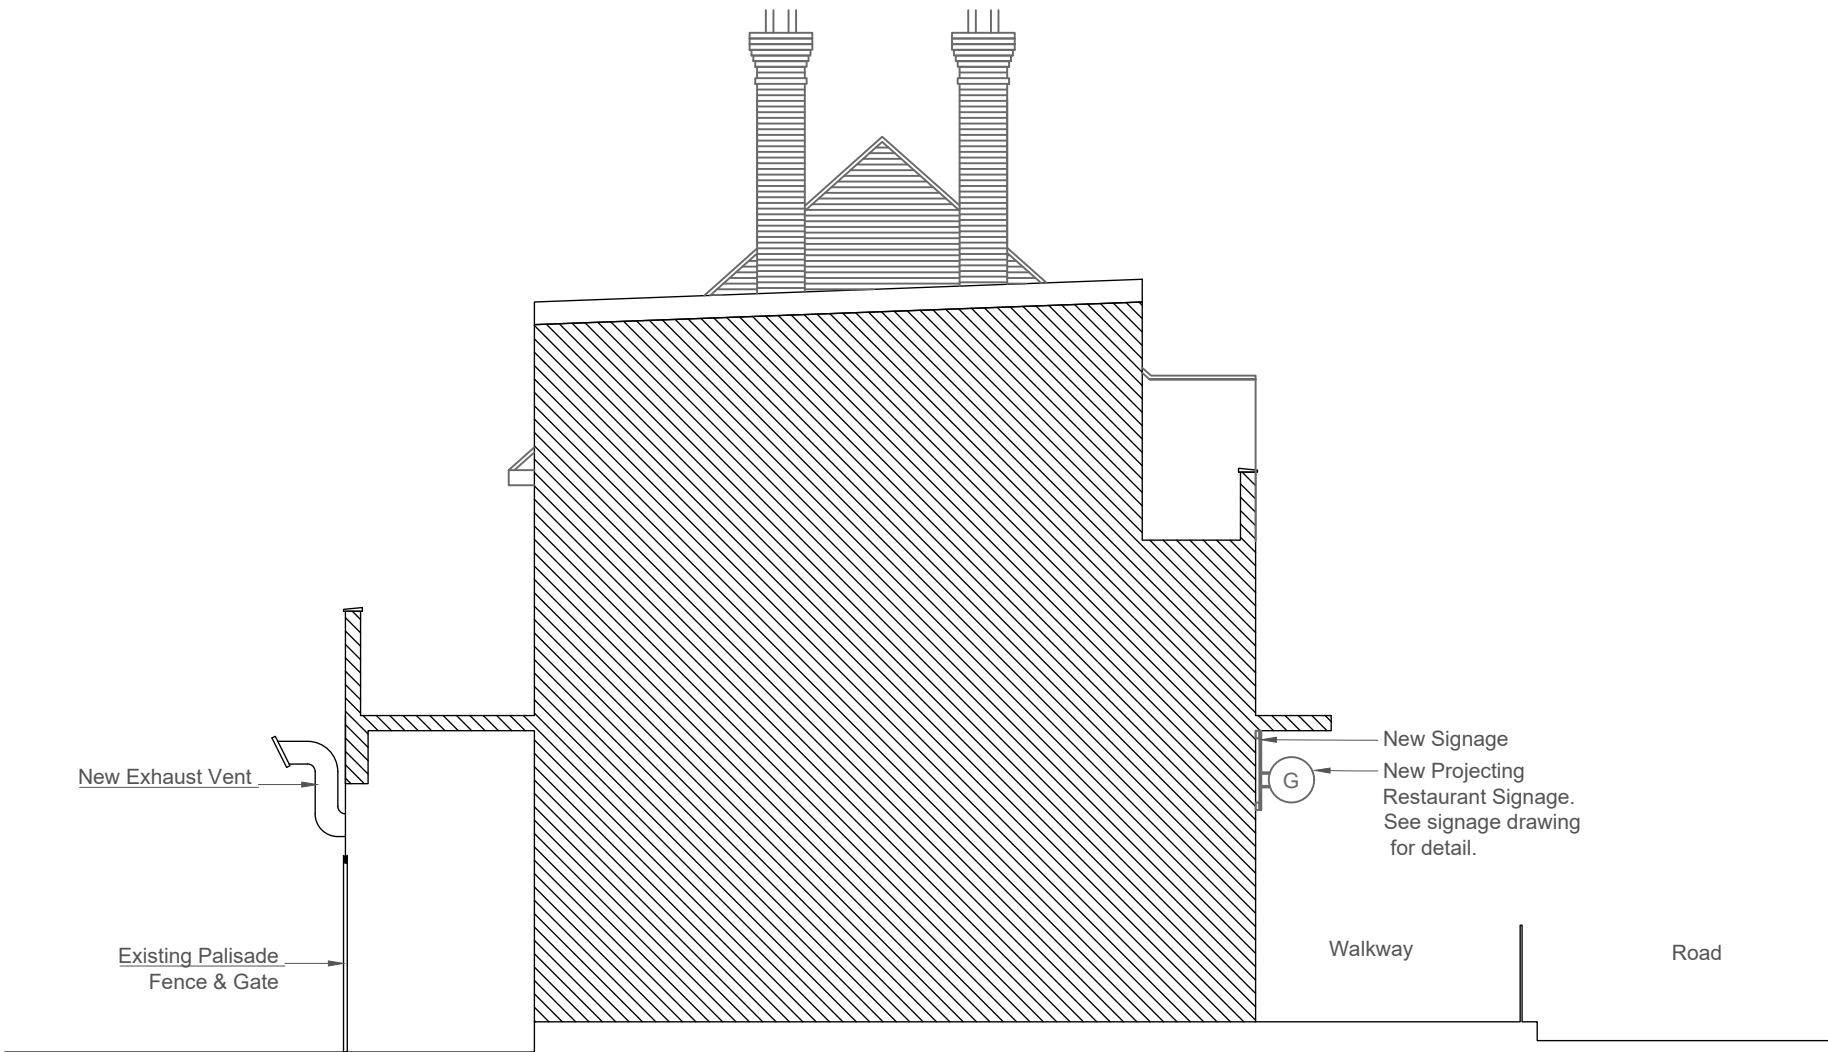 New Signage
New Projecting
Restaurant Signage.
See signage drawing
for detail.
G
New Exhaust Vent
Existing Palisade
Fence & Gate
Walkway
Road